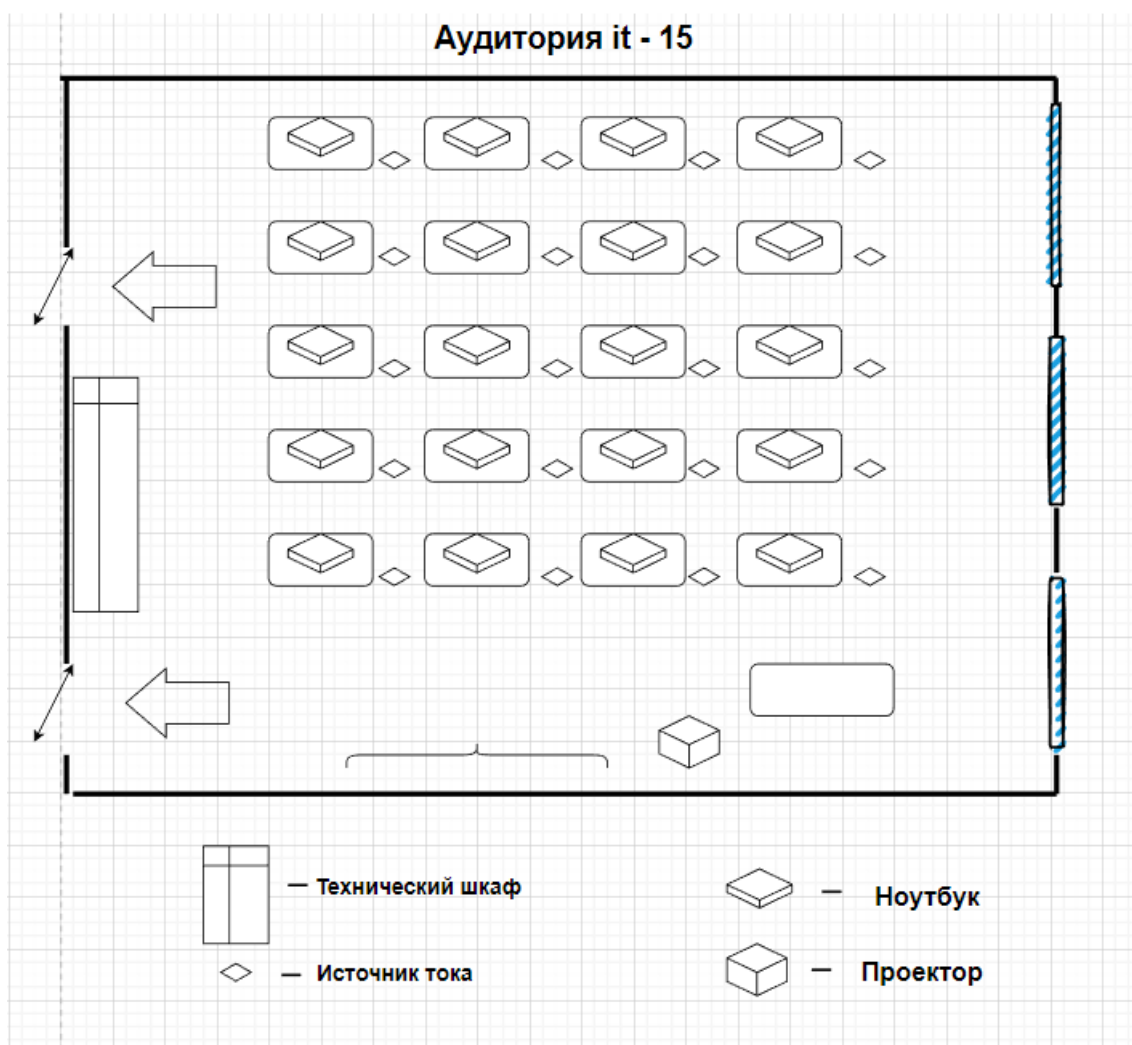 Аудитория it - 15
— Технический шкаф
— Ноутбук
— Источник тока
— Проектор